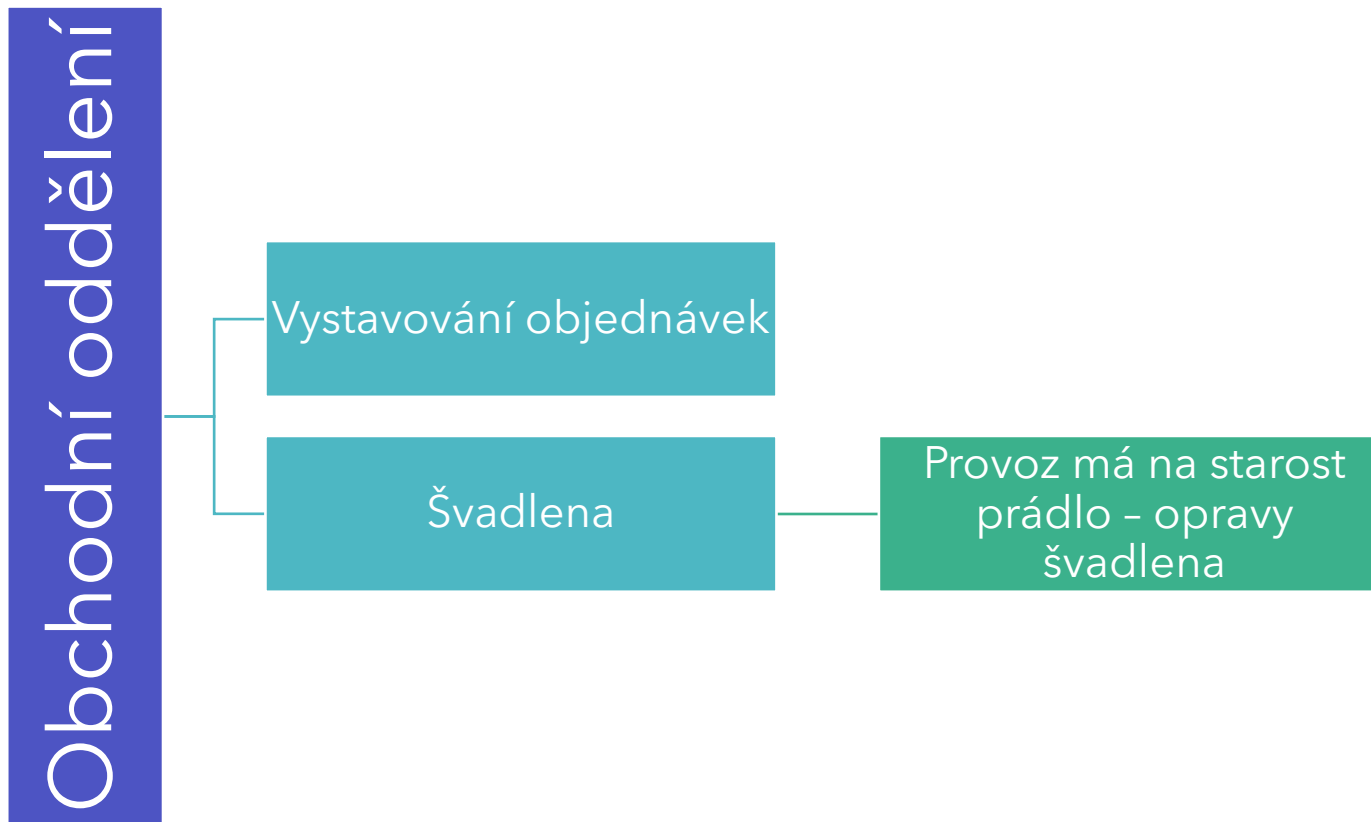 Obchodní oddělení
Vystavování objednávek
Švadlena
Provoz má na starost
prádlo – opravy
švadlena